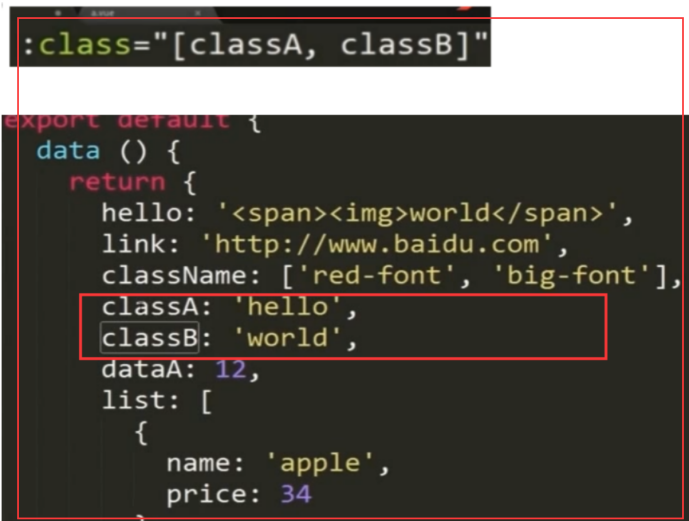 :class="[classA, classB]"
export default {
data () {
return {
hello: '<span><img>world</span>',
link: 'http://www.baidu.com',
className: ['red-font', 'big-font'],
classA: 'hello',
classB: 'world',
dataA: 12,
list: [
{
name: 'apple',
price: 34